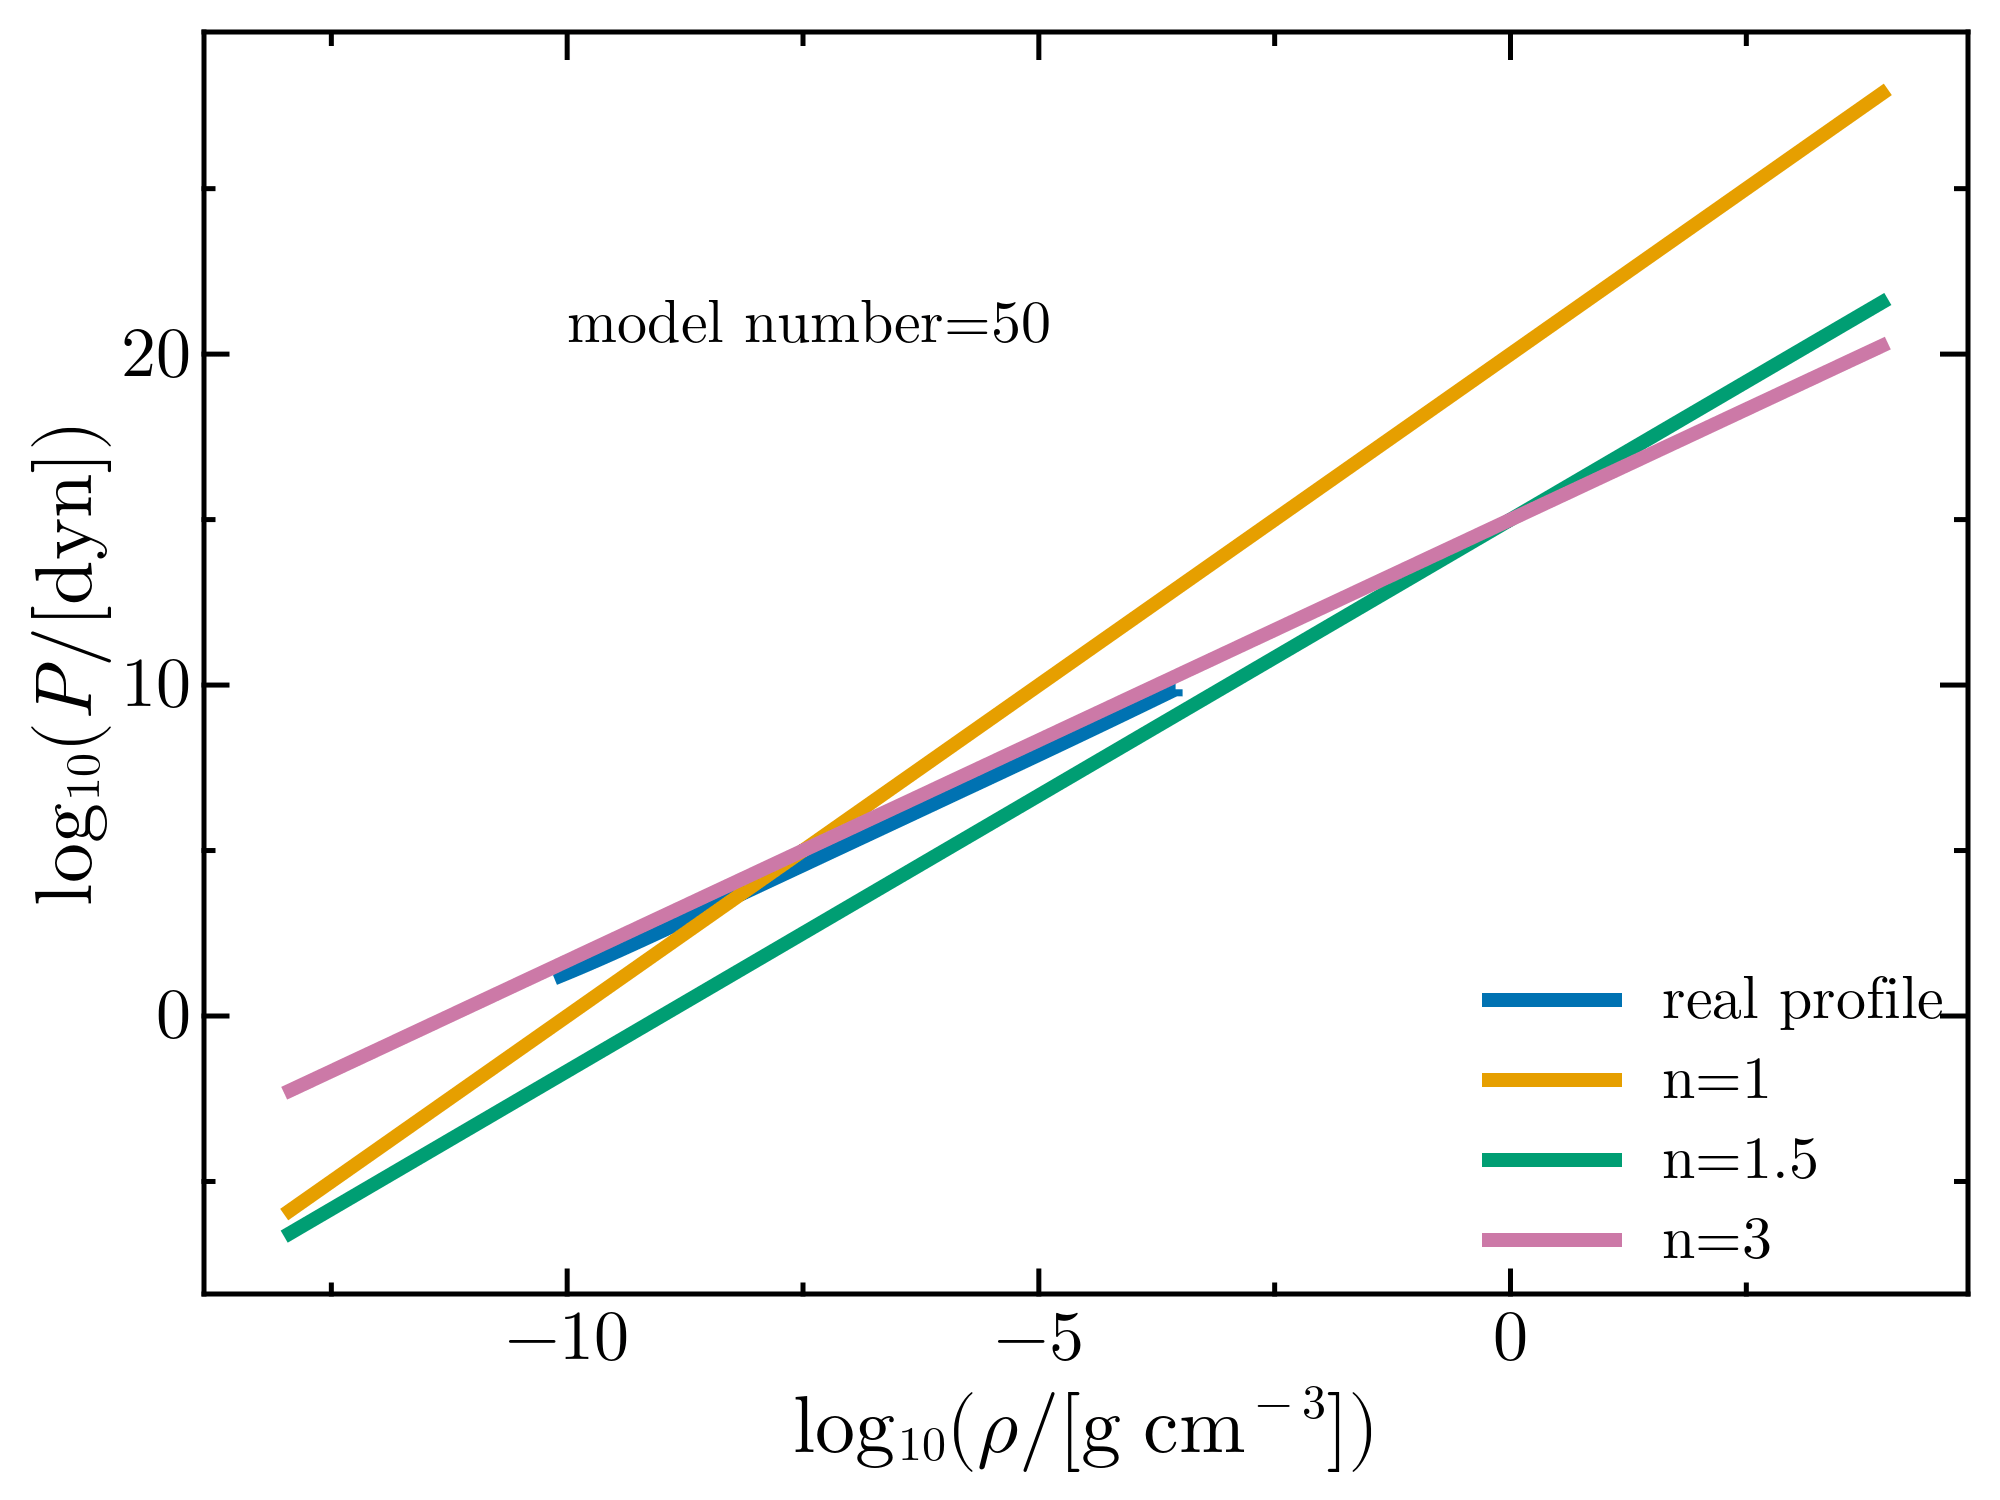 model number=50
20
10
0
log₁₀(P/[dyn])
real profile
n=1
n=1.5
n=3
−10
−5
0
log₁₀(ρ/[g cm⁻³])